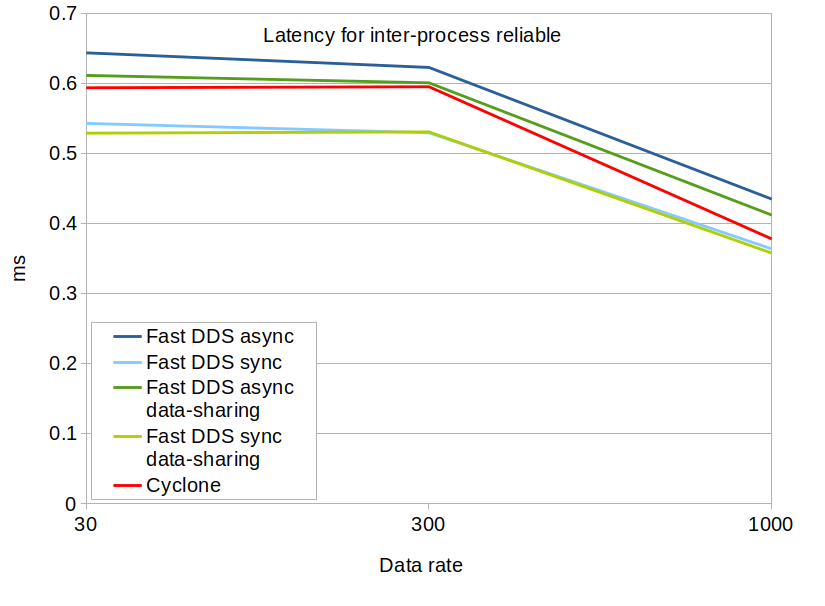 Latency for inter-process reliable
0.7
0.6
0.5
0.4
0.3
0.2
0.1
0
ms
Fast DDS async
Fast DDS sync
Fast DDS async
data-sharing
Fast DDS sync
data-sharing
Cyclone
30 300 1000
Data rate